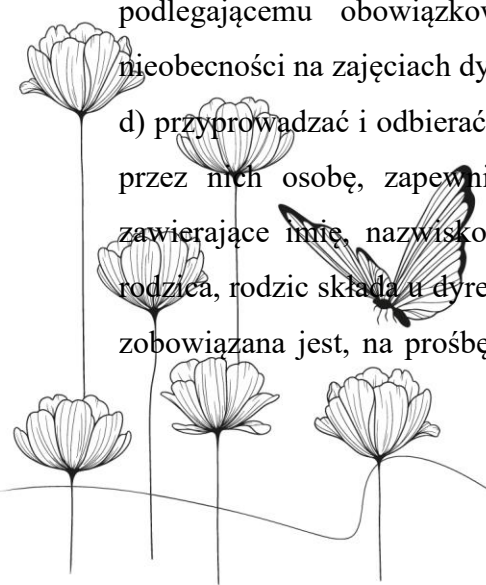 podlegającemu obowiązkow
nieobecności na zajęciach dy
d) przyprowadzać i odbierać
przez nich osobę, zapewni
zawierające imię, nazwisko
rodzica, rodzic składa u dyre
zobowiązana jest, na prośbę